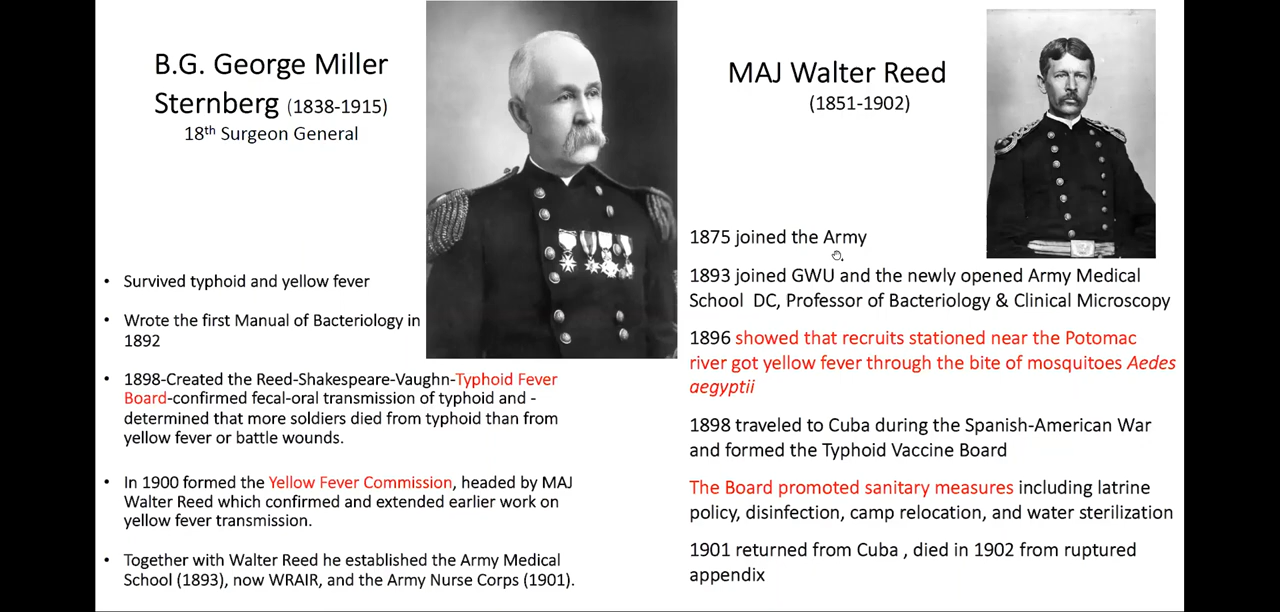 B.G. George Miller
Sternberg (1838-1915)
18th Surgeon General
• Survived typhoid and yellow fever
• Wrote the first Manual of Bacteriology in
1892
• 1898-Created the Reed-Shakespeare-Vaughn-Typhoid Fever
Board-confirmed fecal-oral transmission of typhoid and -
determined that more soldiers died from typhoid than from
yellow fever or battle wounds.
• In 1900 formed the Yellow Fever Commission, headed by MAJ
Walter Reed which confirmed and extended earlier work on
yellow fever transmission.
• Together with Walter Reed he established the Army Medical
School (1893), now WRAIR, and the Army Nurse Corps (1901).
MAJ Walter Reed
(1851-1902)
1875 joined the Army
1893 joined GWU and the newly opened Army Medical
School DC, Professor of Bacteriology & Clinical Microscopy
1896 showed that recruits stationed near the Potomac
river got yellow fever through the bite of mosquitoes Aedes
aegyptii
1898 traveled to Cuba during the Spanish-American War
and formed the Typhoid Vaccine Board
The Board promoted sanitary measures including latrine
policy, disinfection, camp relocation, and water sterilization
1901 returned from Cuba , died in 1902 from ruptured
appendix